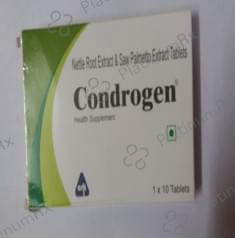 Nettle Root Extract & Saw Palmetto Extract Tablets
Condrogen®
Health Supplement
1 x 10 Tablets